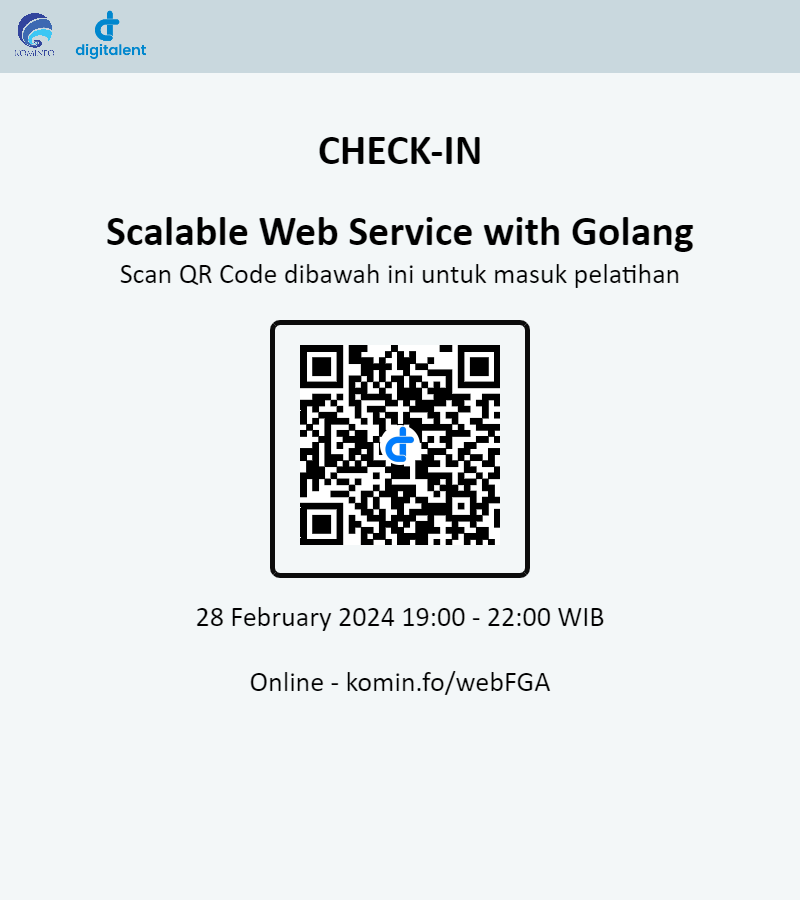 KOMINFO
digitalent
CHECK-IN
Scalable Web Service with Golang
Scan QR Code dibawah ini untuk masuk pelatihan
28 February 2024 19:00 - 22:00 WIB
Online - komin.fo/webFGA